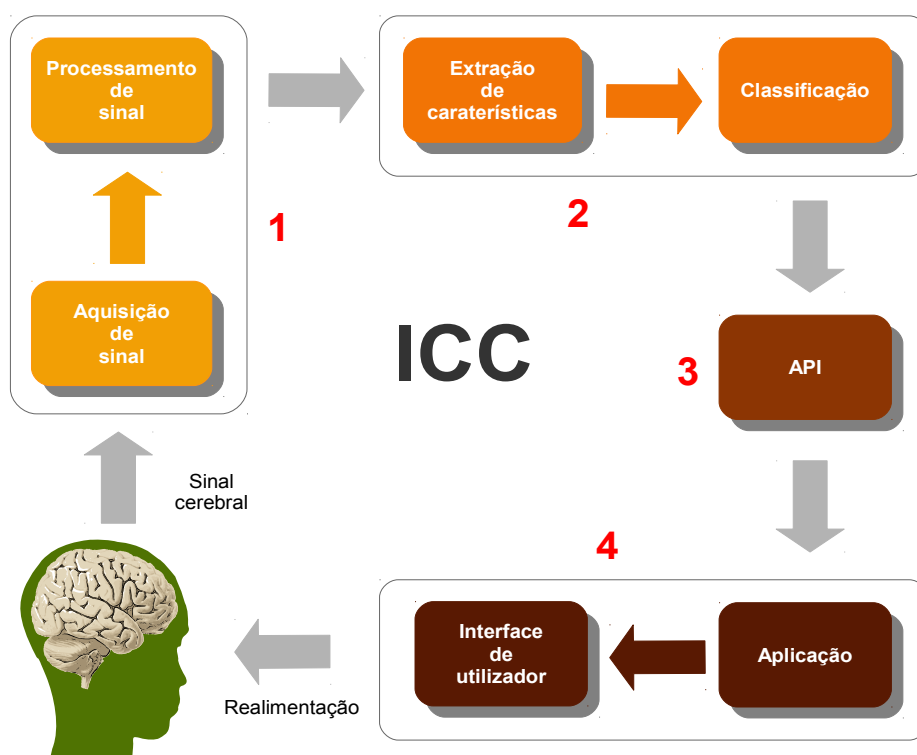 Processamento
de
sinal
Extração
de
caraterísticas
Classificação
1
2
Aquisição
de
sinal
ICC
3
API
Sinal
cerebral
4
Interface
de
utilizador
Aplicação
Realimentação